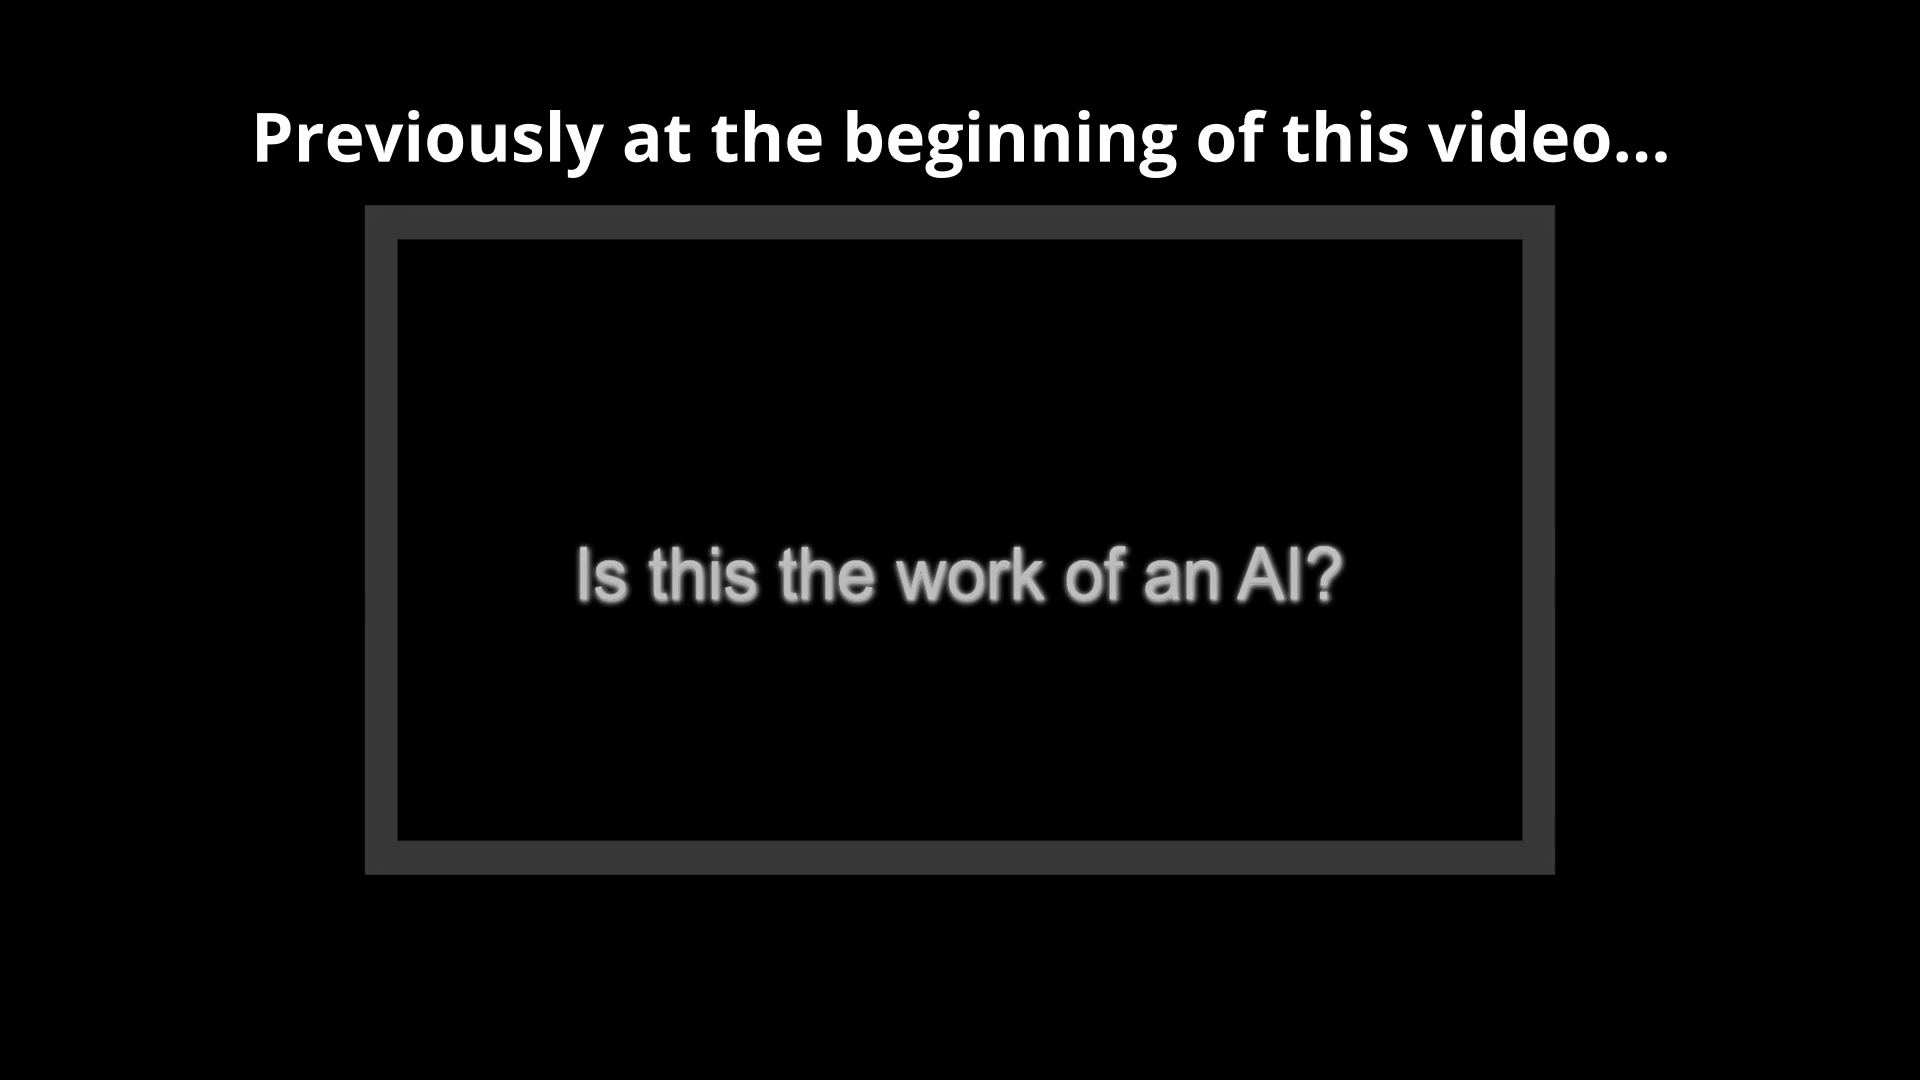 Previously at the beginning of this video...
Is this the work of an AI?